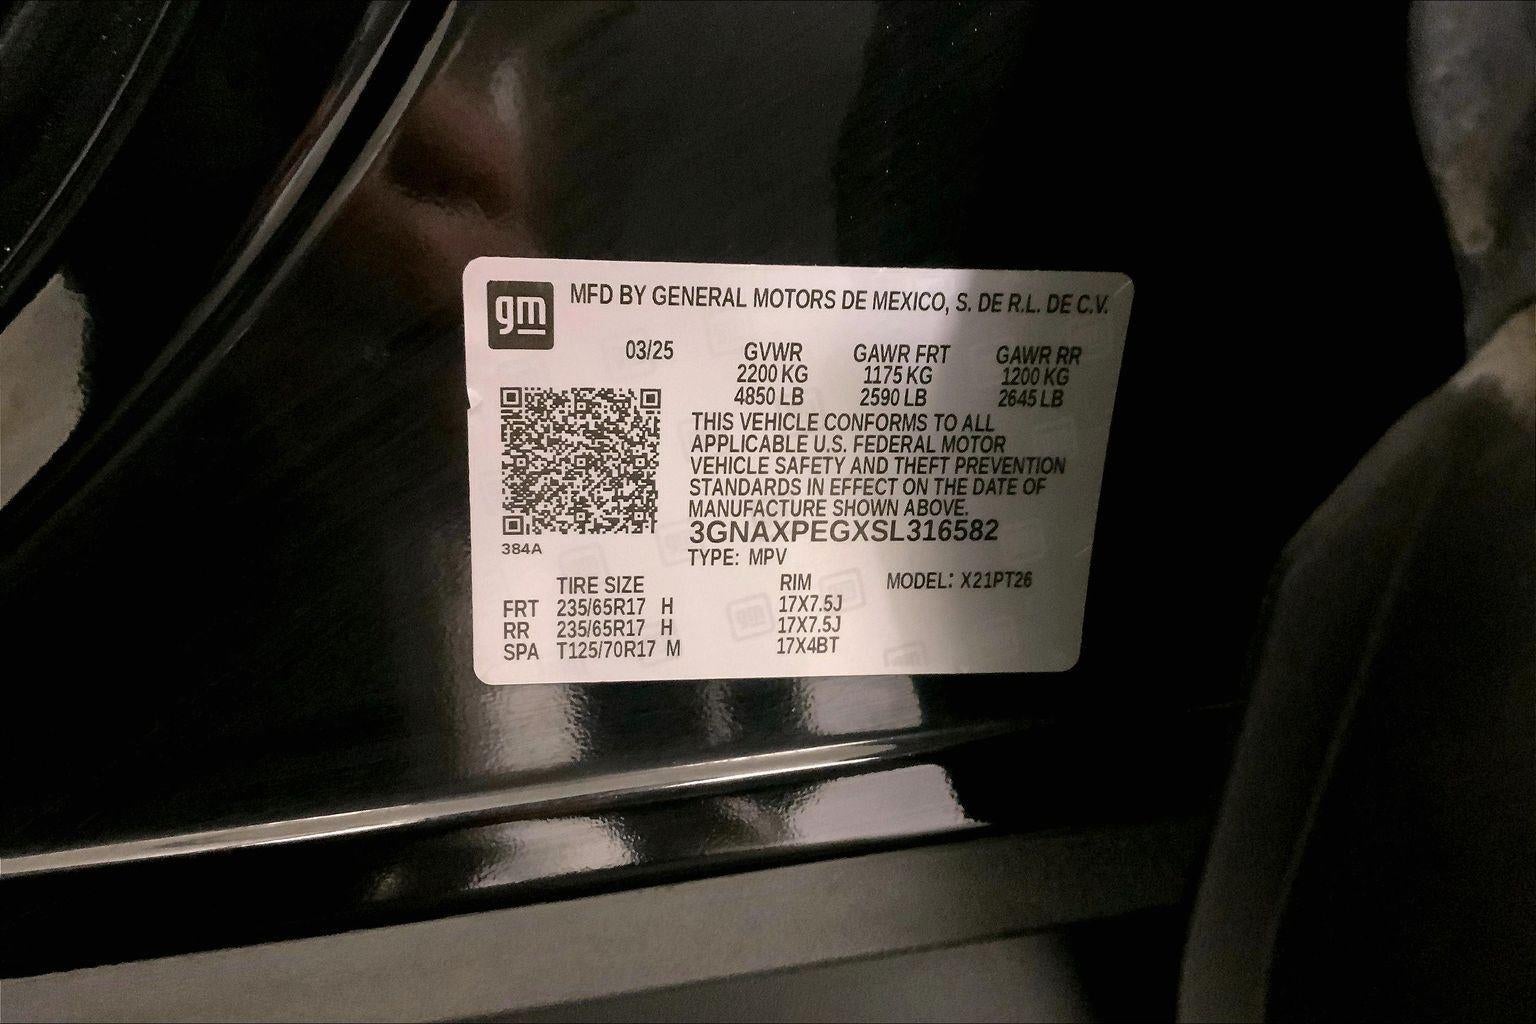 gm MFD BY GENERAL MOTORS DE MEXICO, S. DE R.L. DE C.V.
03/25 GVWR GAWR FRT GAWR RR
2200 KG 1175 KG 1200 KG
4850 LB 2590 LB 2645 LB
THIS VEHICLE CONFORMS TO ALL
APPLICABLE U.S. FEDERAL MOTOR
VEHICLE SAFETY AND THEFT PREVENTION
STANDARDS IN EFFECT ON THE DATE OF
MANUFACTURE SHOWN ABOVE.
3GNAXPEGXSL316582
384A TYPE: MPV
TIRE SIZE RIM MODEL: X21PT26
FRT 235/65R17 H 17X7.5J
RR 235/65R17 H 17X7.5J
SPA T125/70R17 M 17X4BT